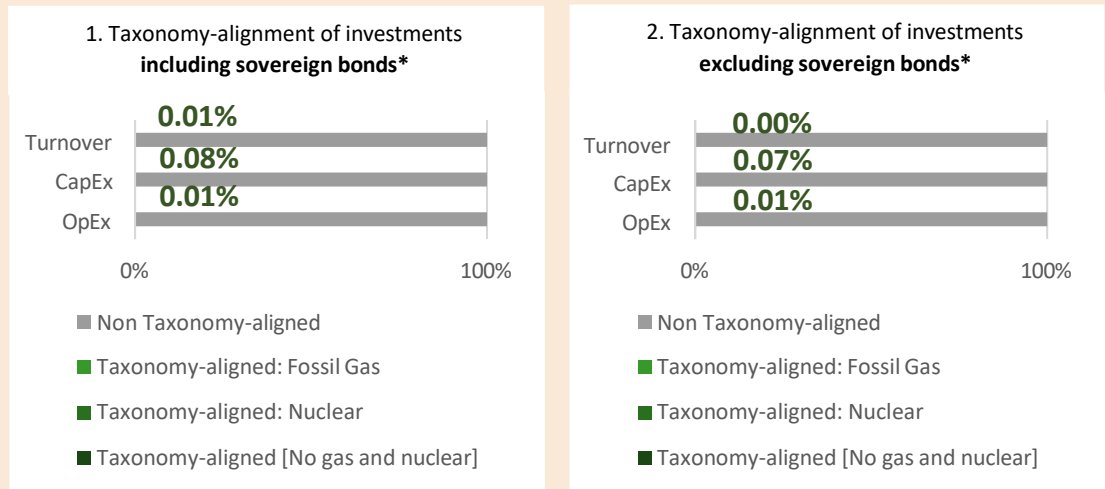 1. Taxonomy-alignment of investments
including sovereign bonds*
0.01%
Turnover
0.08%
CapEx
0.01%
OpEx
0%
100%
Non Taxonomy-aligned
Taxonomy-aligned: Fossil Gas
Taxonomy-aligned: Nuclear
Taxonomy-aligned [No gas and nuclear]
2. Taxonomy-alignment of investments
excluding sovereign bonds*
0.00%
Turnover
0.07%
CapEx
0.01%
OpEx
0%
100%
Non Taxonomy-aligned
Taxonomy-aligned: Fossil Gas
Taxonomy-aligned: Nuclear
Taxonomy-aligned [No gas and nuclear]